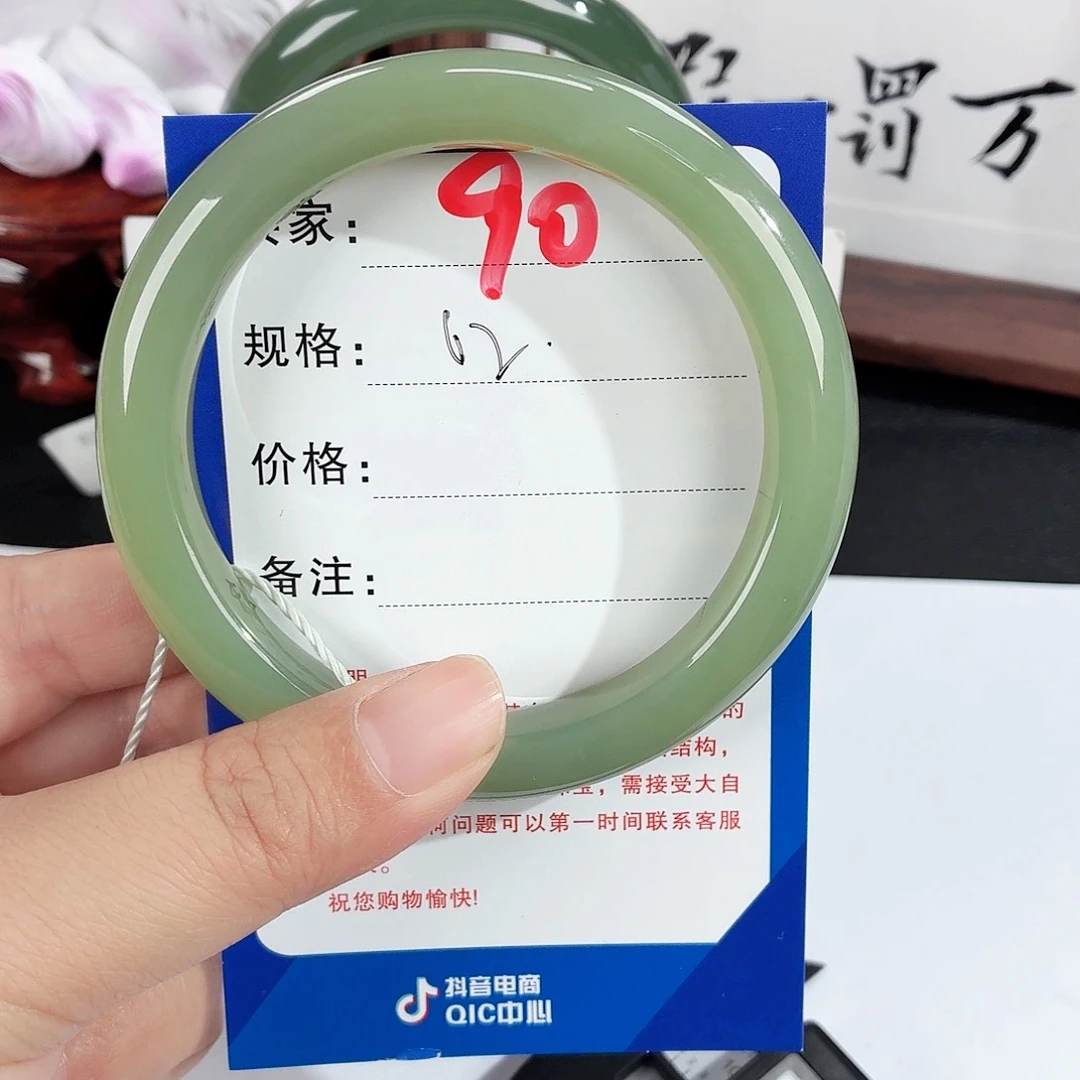 罚 万
家: 90
规格: 62.
价格:
备注:
的
结构,
需接受大自
问题可以第一时间联系客服
祝您购物愉快!
抖音电商
QIC中心